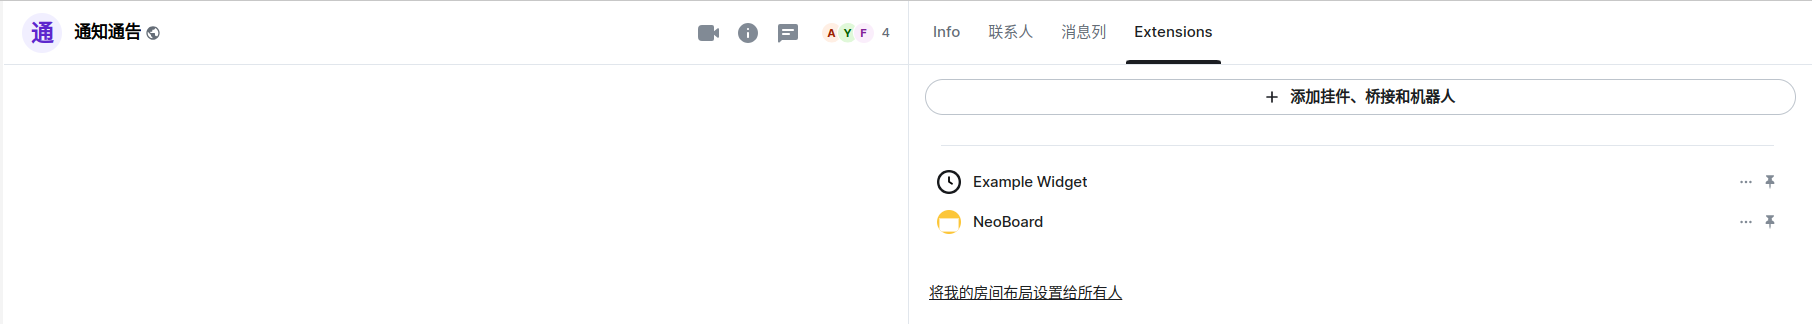 通 通知通告 A Y F 4
Info 联系人 消息列 Extensions
+ 添加挂件、桥接和机器人
Example Widget
NeoBoard
将我的房间布局设置给所有人